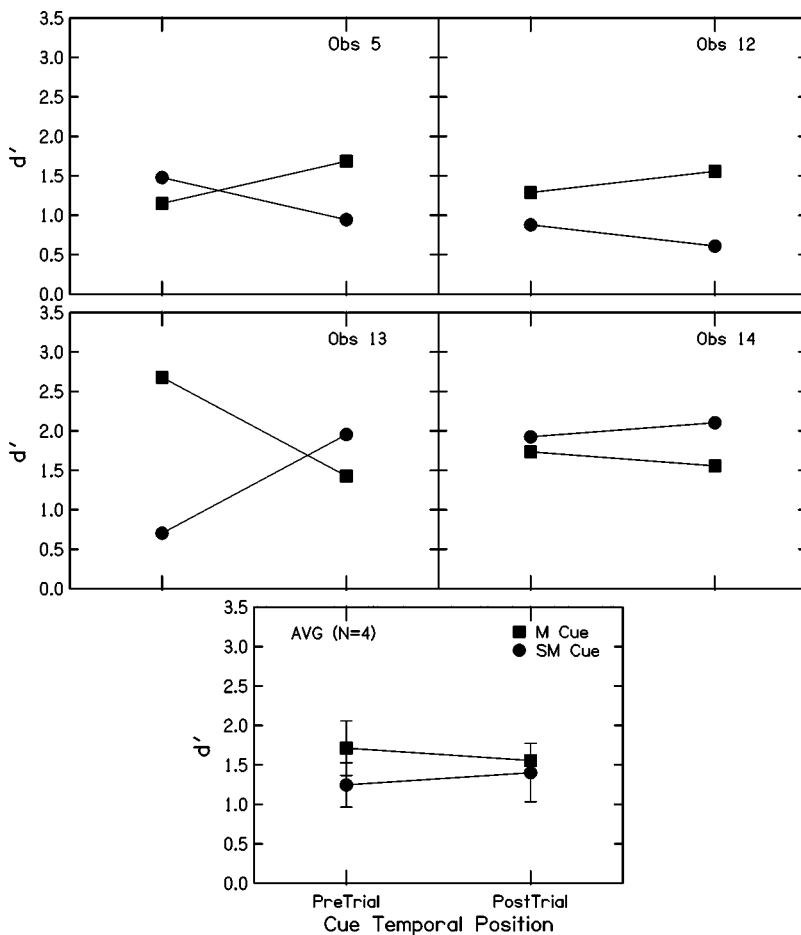 3.5
3.0
2.5
2.0
1.5
1.0
0.5
0.0
d′
Obs 5
Obs 12
3.5
3.0
2.5
2.0
1.5
1.0
0.5
0.0
d′
Obs 13
Obs 14
3.5
3.0
2.5
2.0
1.5
1.0
0.5
0.0
d′
AVG (N=4)
M Cue
SM Cue
PreTrial PostTrial
Cue Temporal Position